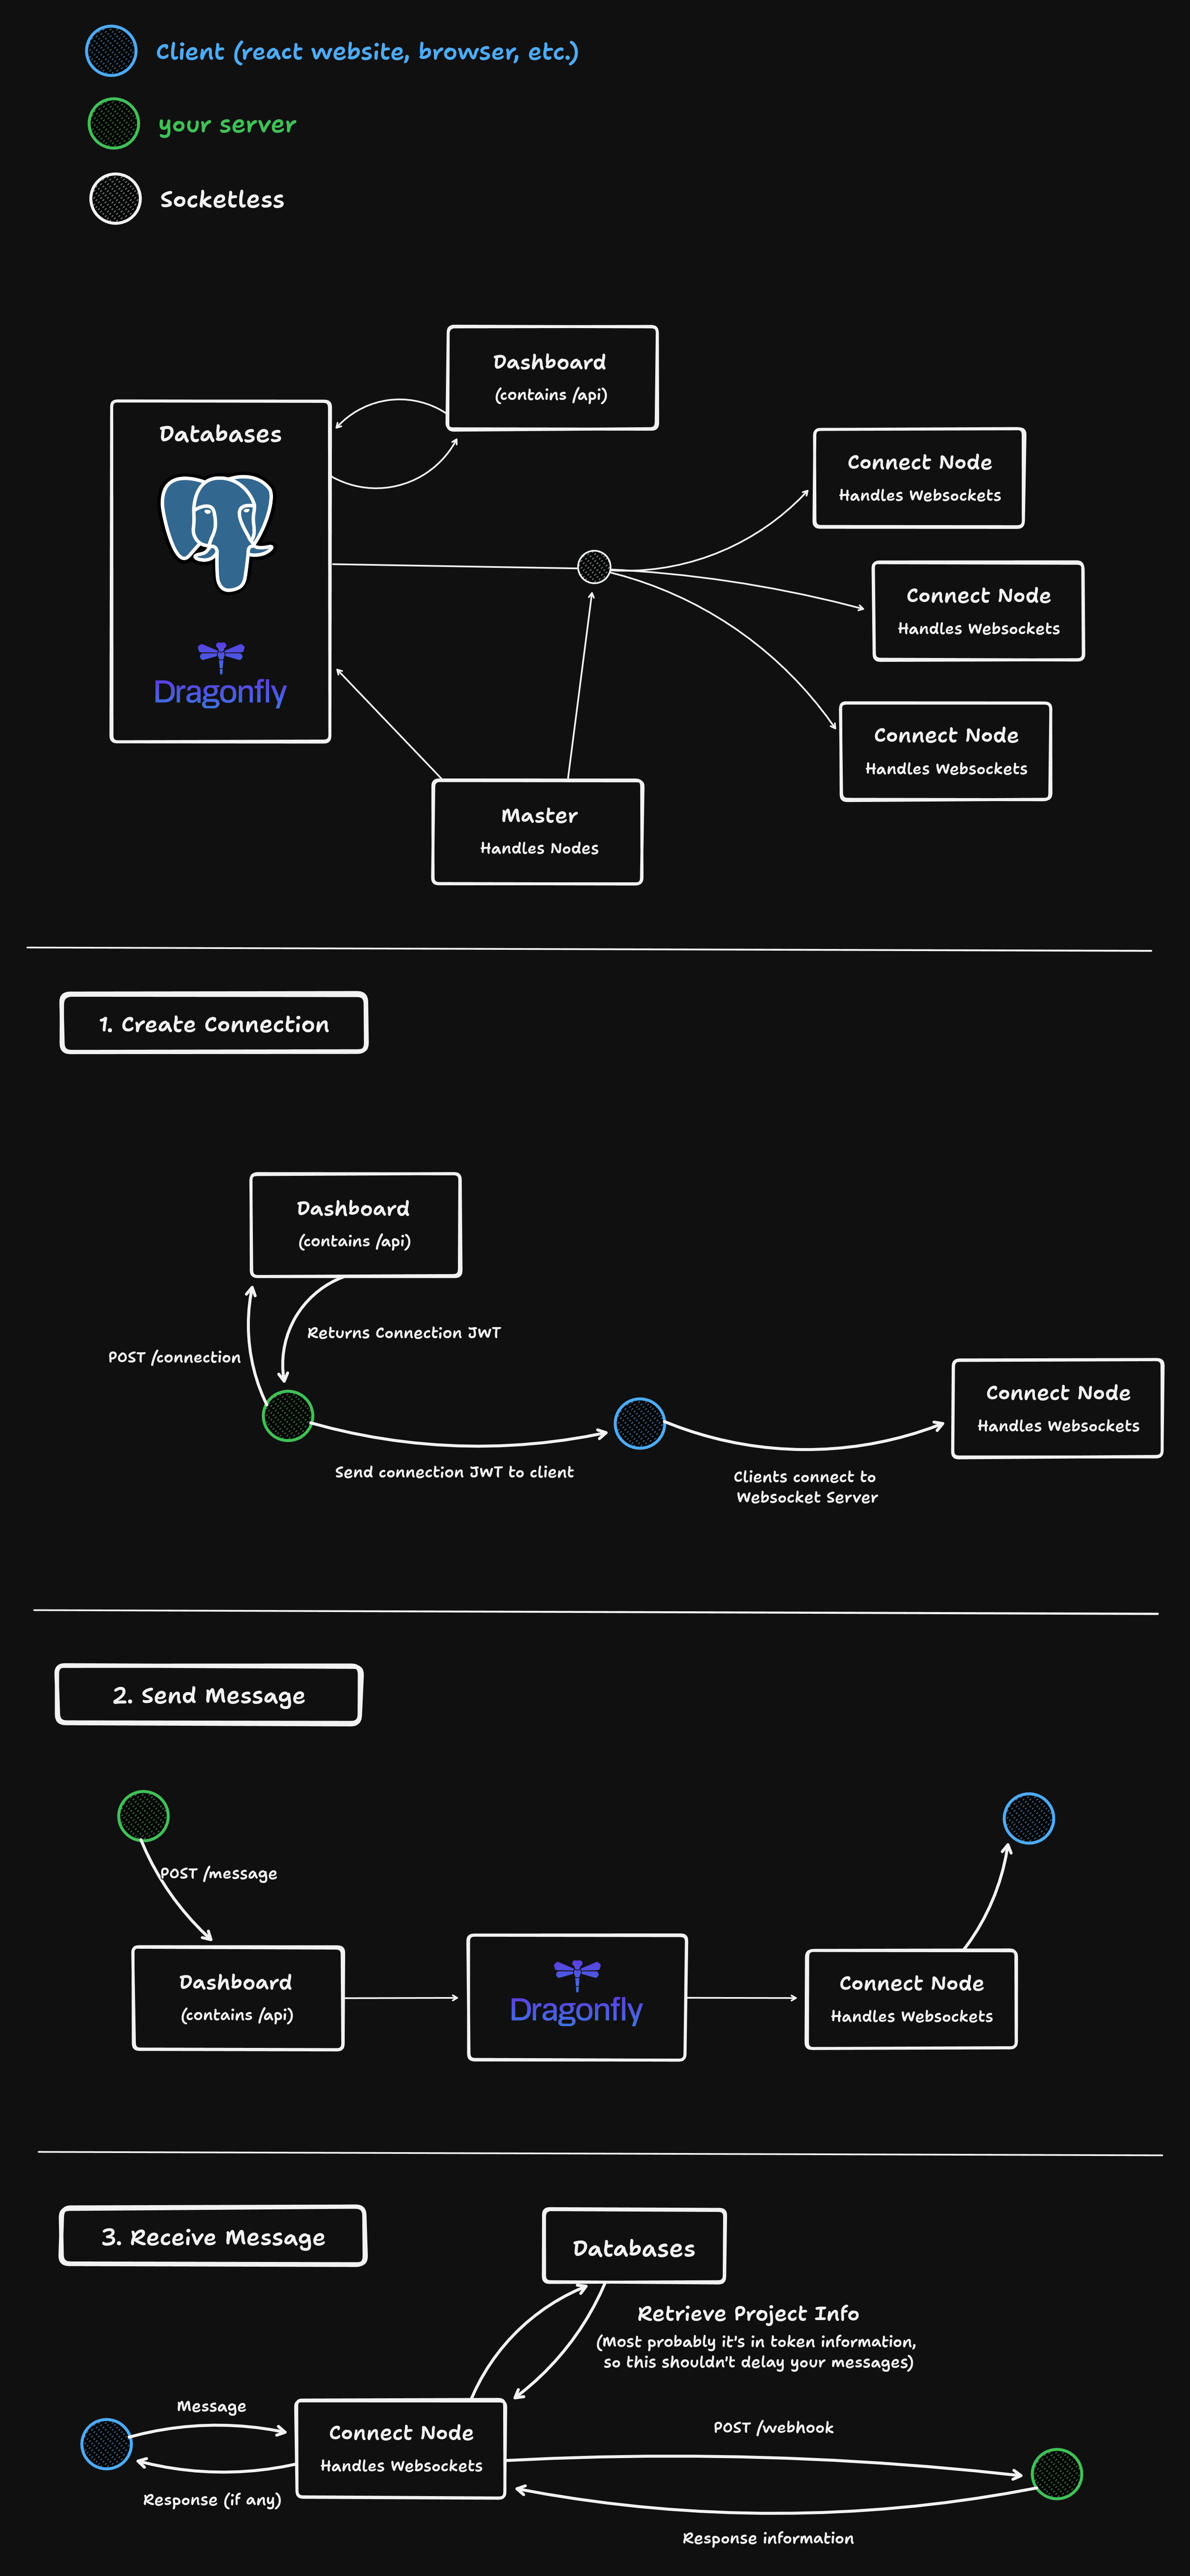 Client (react website, browser, etc.)
your server
Socketless
Dashboard
(contains /api)
Databases
Dragonfly
Connect Node
Handles Websockets
Connect Node
Handles Websockets
Connect Node
Handles Websockets
Master
Handles Nodes
1. Create Connection
Dashboard
(contains /api)
Returns Connection JWT
POST /connection
Send connection JWT to client
Clients connect to
Websocket Server
Connect Node
Handles Websockets
2. Send Message
POST /message
Dashboard
(contains /api)
Dragonfly
Connect Node
Handles Websockets
3. Receive Message
Databases
Retrieve Project Info
(Most probably it's in token information,
so this shouldn't delay your messages)
Message
Connect Node
Handles Websockets
Response (if any)
POST /webhook
Response information